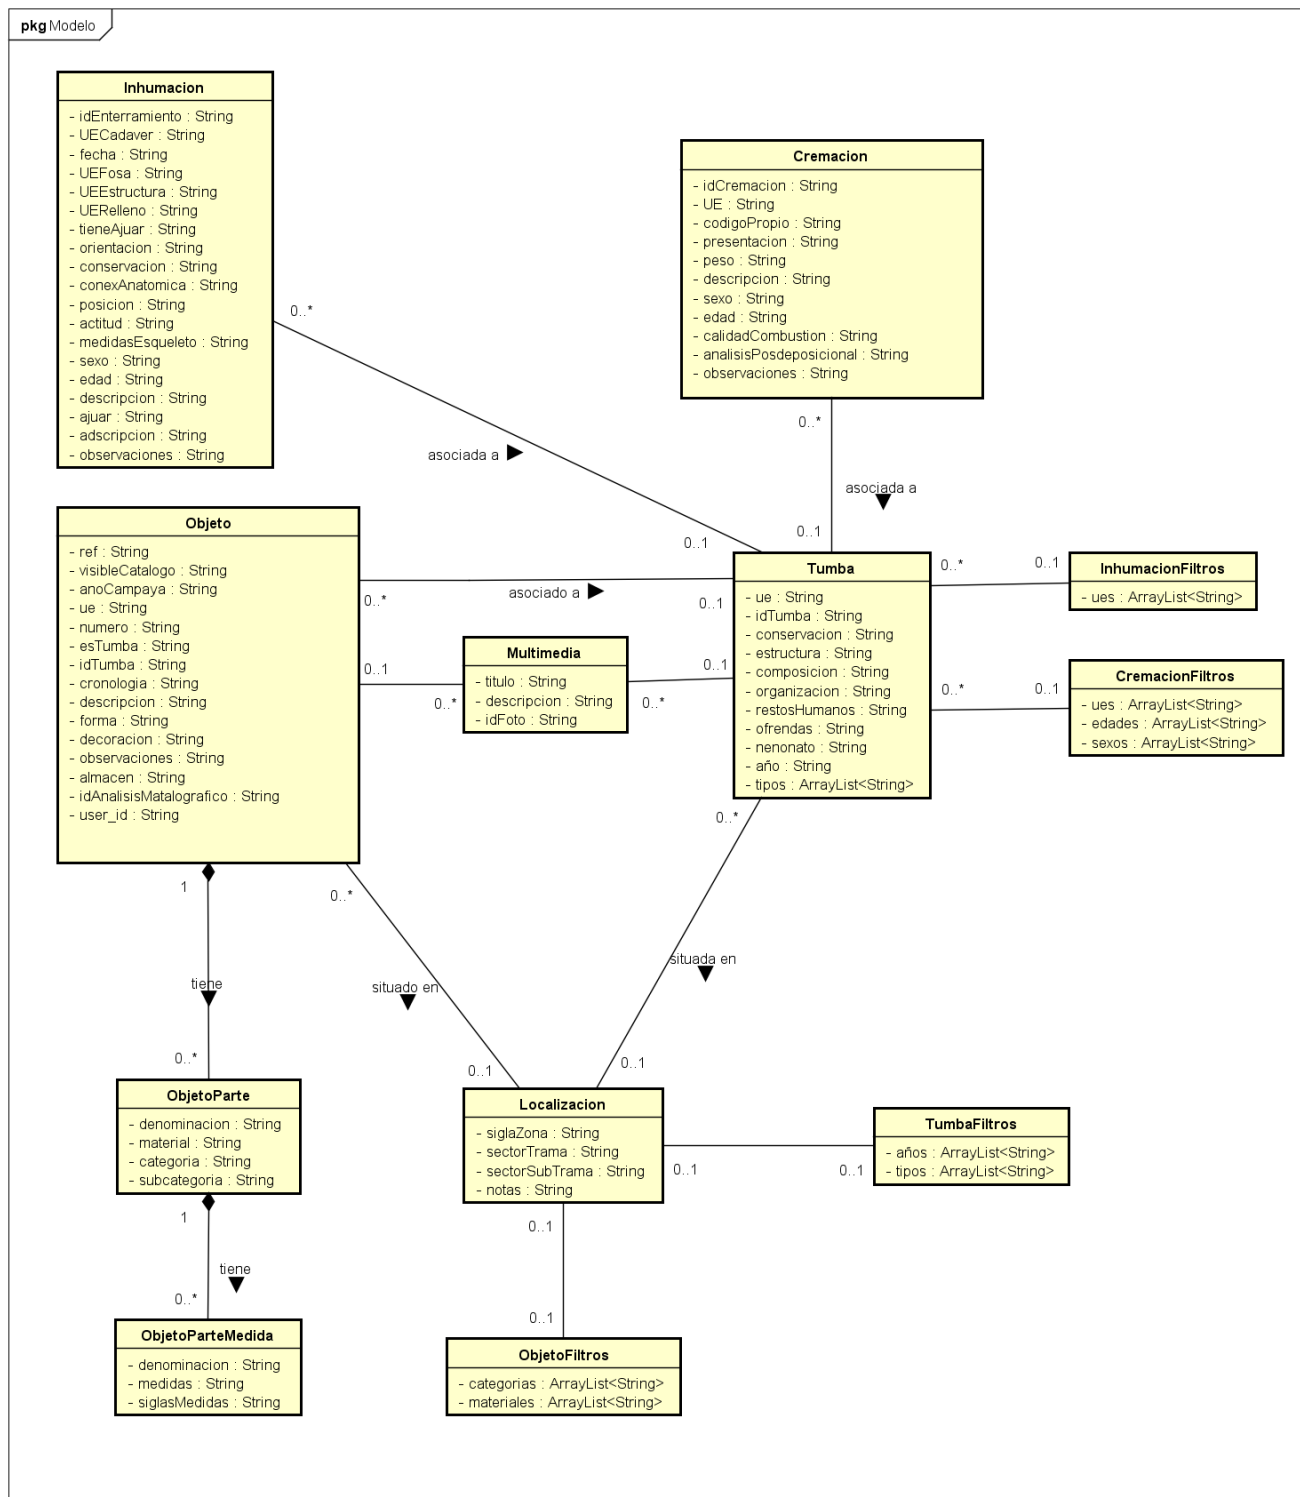 pkg Modelo
Inhumacion
- idEnterramiento : String
- UECadaver : String
- fecha : String
- UEFosa : String
- UEEstructura : String
- UERelleno : String
- tieneAjuar : String
- orientacion : String
- conservacion : String
- conexAnatomica : String
- posicion : String
- actitud : String
- medidasEsqueleto : String
- sexo : String
- edad : String
- descripcion : String
- ajuar : String
- adscripcion : String
- observaciones : String
Cremacion
- idCremacion : String
- UE : String
- codigoPropio : String
- presentacion : String
- peso : String
- descripcion : String
- sexo : String
- edad : String
- calidadCombustion : String
- analisisPosdeposicional : String
- observaciones : String
0..*
asociada a
0..1
0..*
asociada a
0..1
Objeto
- ref : String
- visibleCatalogo : String
- anoCampaya : String
- ue : String
- numero : String
- esTumba : String
- idTumba : String
- cronologia : String
- descripcion : String
- forma : String
- decoracion : String
- observaciones : String
- almacen : String
- idAnalisisMatalografico : String
- user_id : String
0..*
asociado a
0..1
0..1
0..*
Multimedia
- titulo : String
- descripcion : String
- idFoto : String
0..1
0..*
Tumba
- ue : String
- idTumba : String
- conservacion : String
- estructura : String
- composicion : String
- organizacion : String
- restosHumanos : String
- ofrendas : String
- nenonato : String
- año : String
- tipos : ArrayList<String>
0..*
0..1
InhumacionFiltros
- ues : ArrayList<String>
0..*
0..1
CremacionFiltros
- ues : ArrayList<String>
- edades : ArrayList<String>
- sexos : ArrayList<String>
1
tiene
0..*
0..*
situado en
0..1
0..*
situada en
0..1
ObjetoParte
- denominacion : String
- material : String
- categoria : String
- subcategoria : String
Localizacion
- siglaZona : String
- sectorTrama : String
- sectorSubTrama : String
- notas : String
0..1
0..1
TumbaFiltros
- años : ArrayList<String>
- tipos : ArrayList<String>
1
tiene
0..*
0..1
0..1
ObjetoParteMedida
- denominacion : String
- medidas : String
- siglasMedidas : String
ObjetoFiltros
- categorias : ArrayList<String>
- materiales : ArrayList<String>